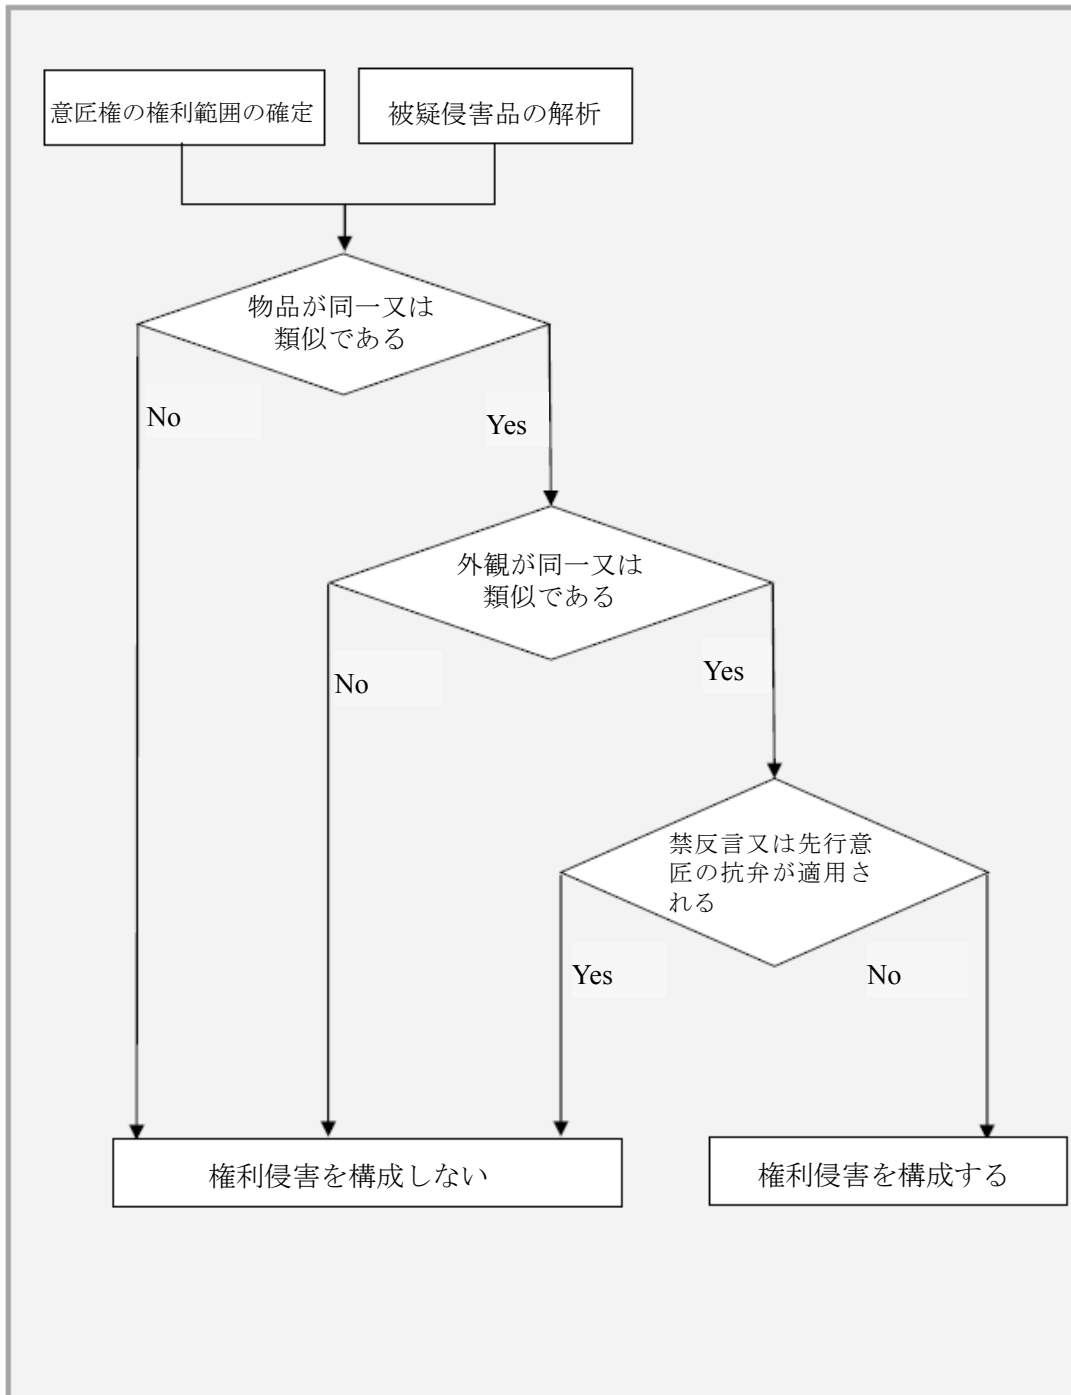 意匠権の権利範囲の確定
被疑侵害品の解析
物品が同一又は
類似である
No
Yes
外観が同一又は
類似である
No
Yes
禁反言又は先行意
匠の抗弁が適用さ
れる
Yes
No
権利侵害を構成しない
権利侵害を構成する